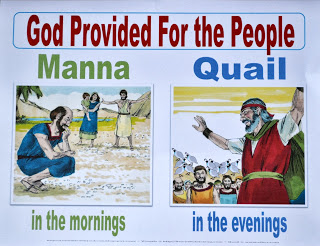 God Provided For the People
Manna
Quail
in the mornings
in the evenings